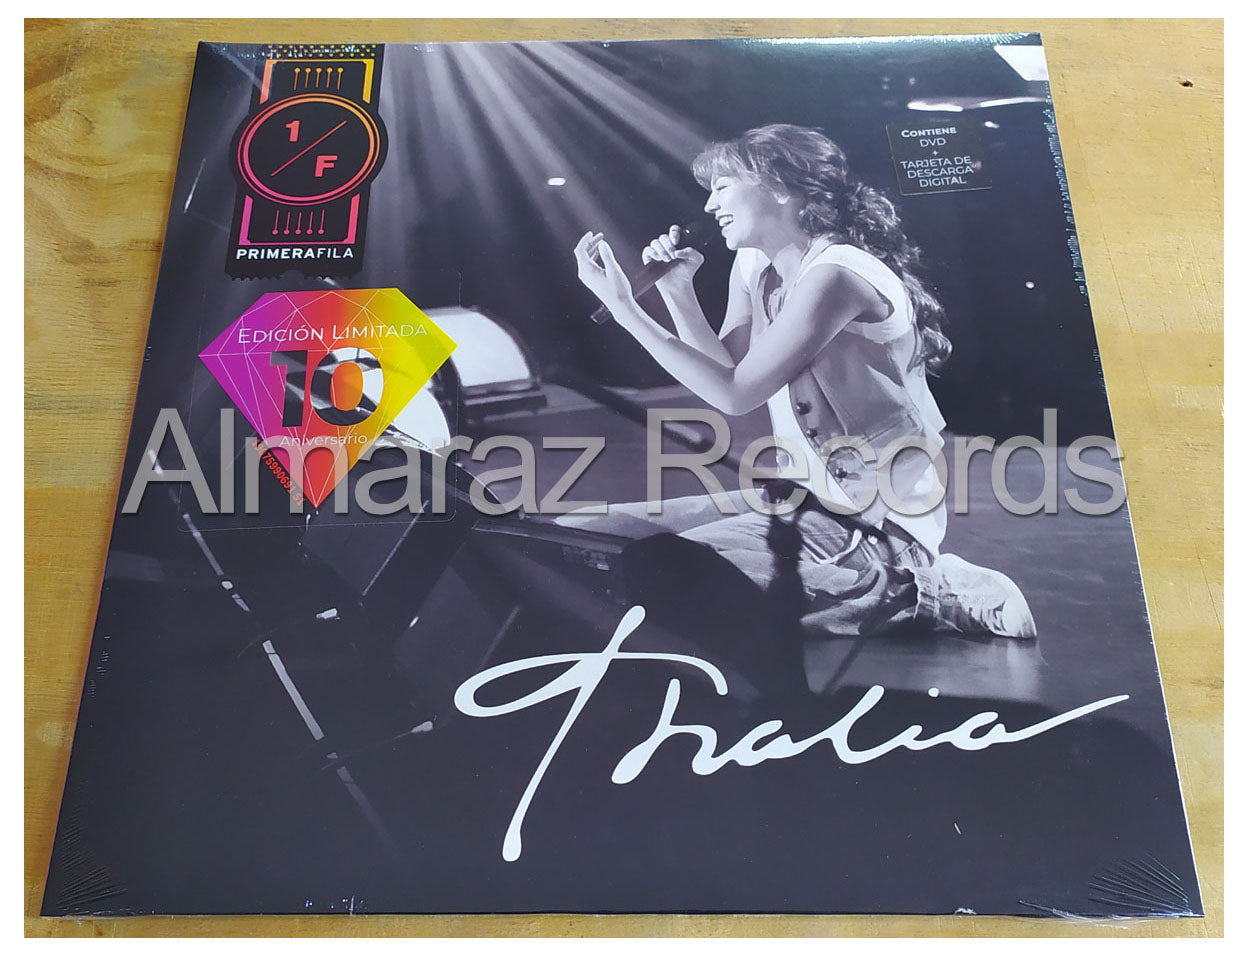 1
F
PRIMERAFILA
CONTIENE
DVD
+
TARJETA DE
DESCARGA
DIGITAL
EDICIÓN LIMITADA
10
Aniversario
Almaraz Records
Thalia